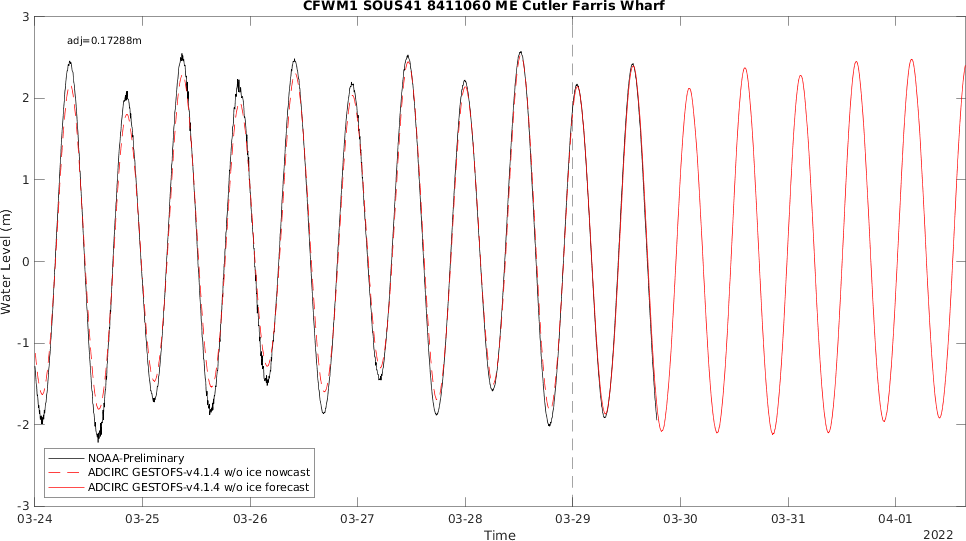 CFWM1 SOUS41 8411060 ME Cutler Farris Wharf
adj=0.17288m
3
2
1
0
-1
-2
-3
Water Level (m)
NOAA-Preliminary
ADCIRC GESTOFS-v4.1.4 w/o ice nowcast
ADCIRC GESTOFS-v4.1.4 w/o ice forecast
03-24 03-25 03-26 03-27 03-28 03-29 03-30 03-31 04-01
Time
2022